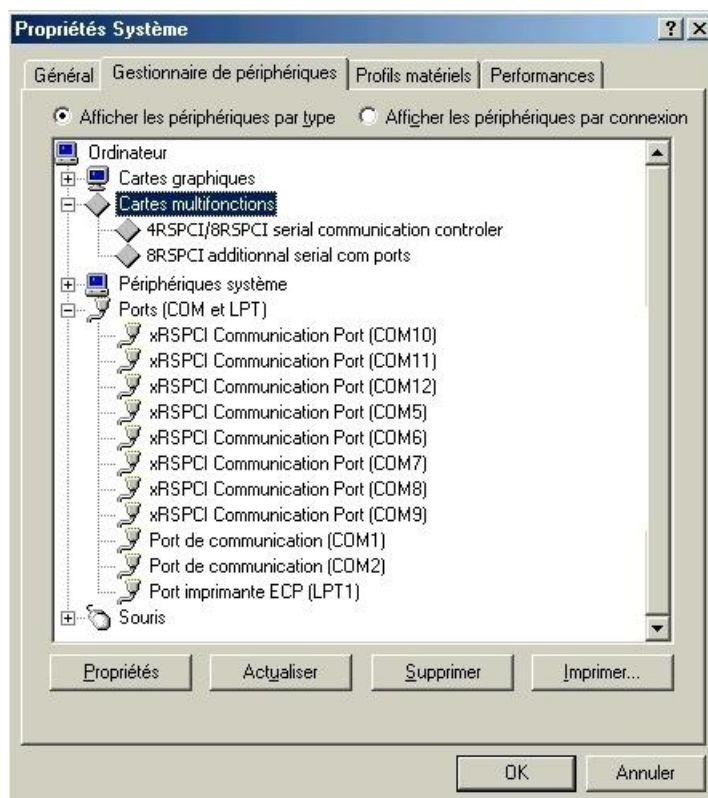 Propriétés Système
Général Gestionnaire de périphériques Profils matériels Performances
Afficher les périphériques par type Afficher les périphériques par connexion
Ordinateur
Cartes graphiques
Cartes multifonctions
4RSPCI/8RSPCI serial communication controler
8RSPCI additionnal serial com ports
Périphériques système
Ports (COM et LPT)
xRSPCI Communication Port (COM10)
xRSPCI Communication Port (COM11)
xRSPCI Communication Port (COM12)
xRSPCI Communication Port (COM5)
xRSPCI Communication Port (COM6)
xRSPCI Communication Port (COM7)
xRSPCI Communication Port (COM8)
xRSPCI Communication Port (COM9)
Port de communication (COM1)
Port de communication (COM2)
Port imprimante ECP (LPT1)
Souris
Propriétés Actualiser Supprimer Imprimer...
OK Annuler